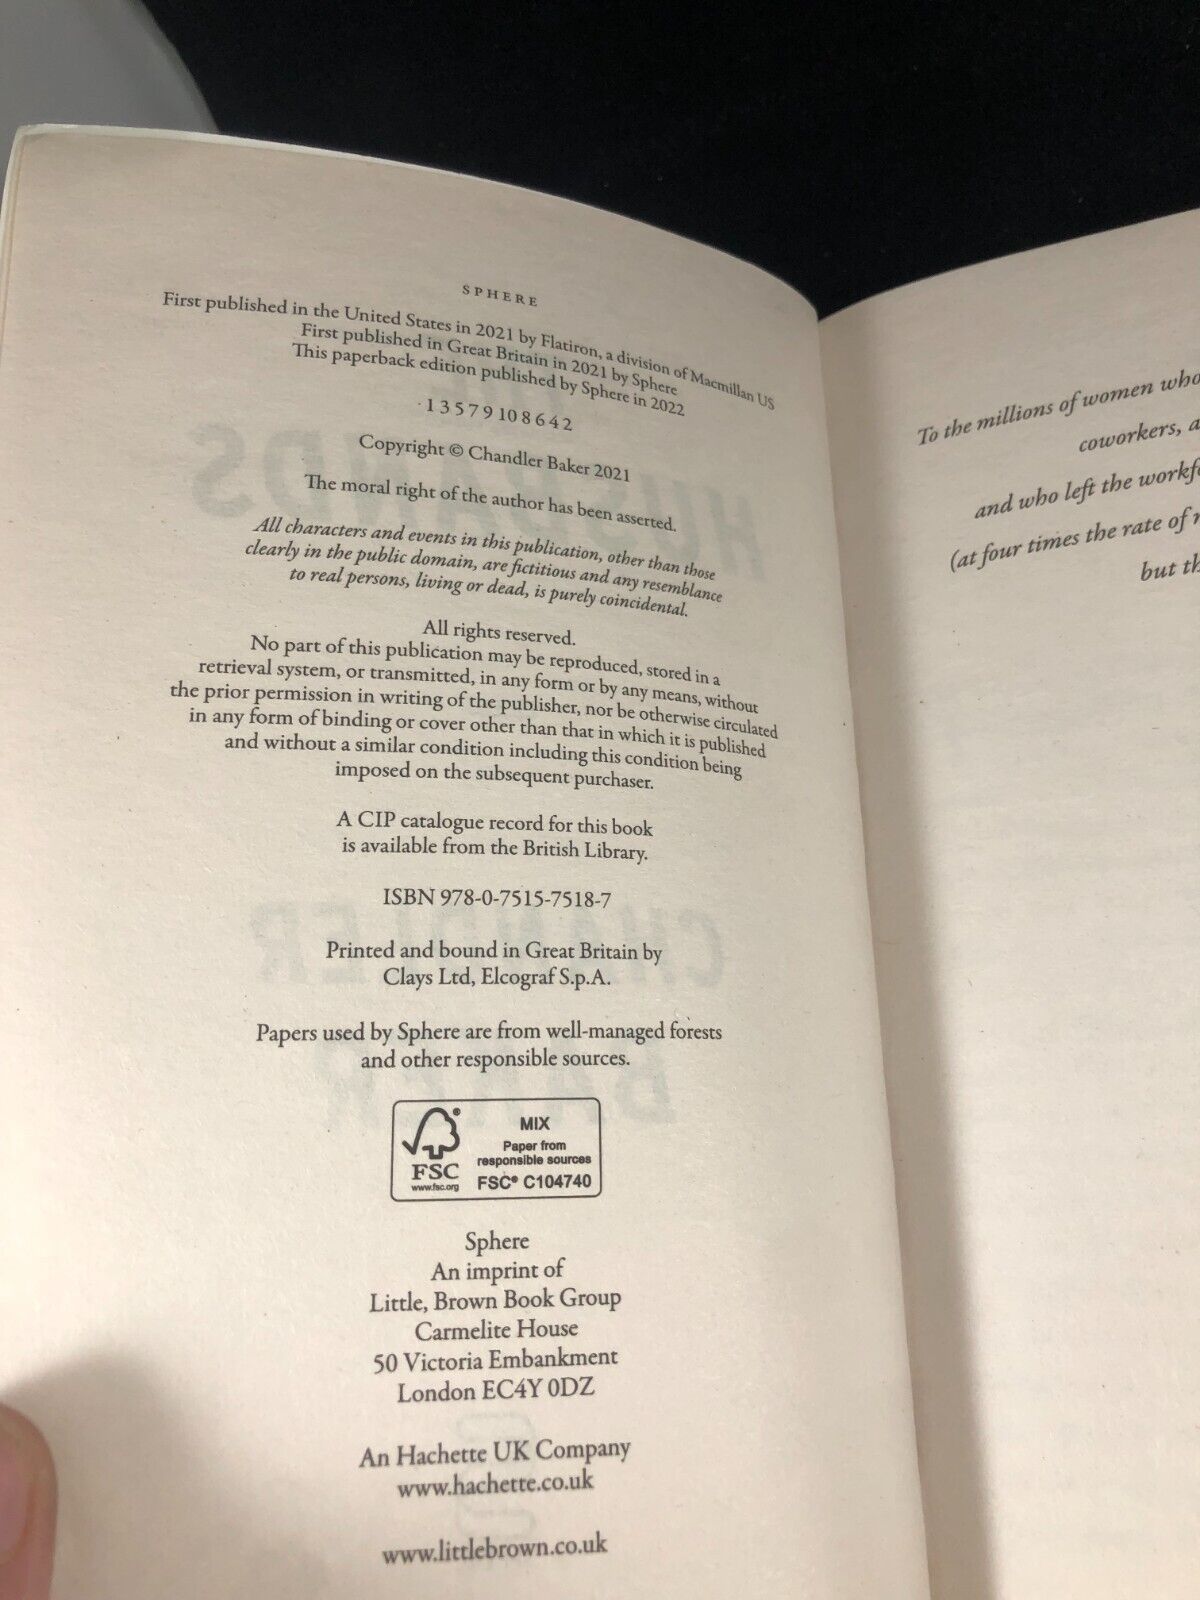 SPHERE
First published in the United States in 2021 by Flatiron, a division of Macmillan US
First published in Great Britain in 2021 by Sphere
This paperback edition published by Sphere in 2022
1 3 5 7 9 10 8 6 4 2
Copyright © Chandler Baker 2021
The moral right of the author has been asserted.
All characters and events in this publication, other than those
clearly in the public domain, are fictitious and any resemblance
to real persons, living or dead, is purely coincidental.
All rights reserved.
No part of this publication may be reproduced, stored in a
retrieval system, or transmitted, in any form or by any means, without
the prior permission in writing of the publisher, nor be otherwise circulated
in any form of binding or cover other than that in which it is published
and without a similar condition including this condition being
imposed on the subsequent purchaser.
A CIP catalogue record for this book
is available from the British Library.
ISBN 978-0-7515-7518-7
Printed and bound in Great Britain by
Clays Ltd, Elcograf S.p.A.
Papers used by Sphere are from well-managed forests
and other responsible sources.
FSC
www.fsc.org
MIX
Paper from
responsible sources
FSC® C104740
Sphere
An imprint of
Little, Brown Book Group
Carmelite House
50 Victoria Embankment
London EC4Y 0DZ
An Hachette UK Company
www.hachette.co.uk
www.littlebrown.co.uk
To the millions of women who
coworkers, a
and who left the workfo
(at four times the rate of
but th